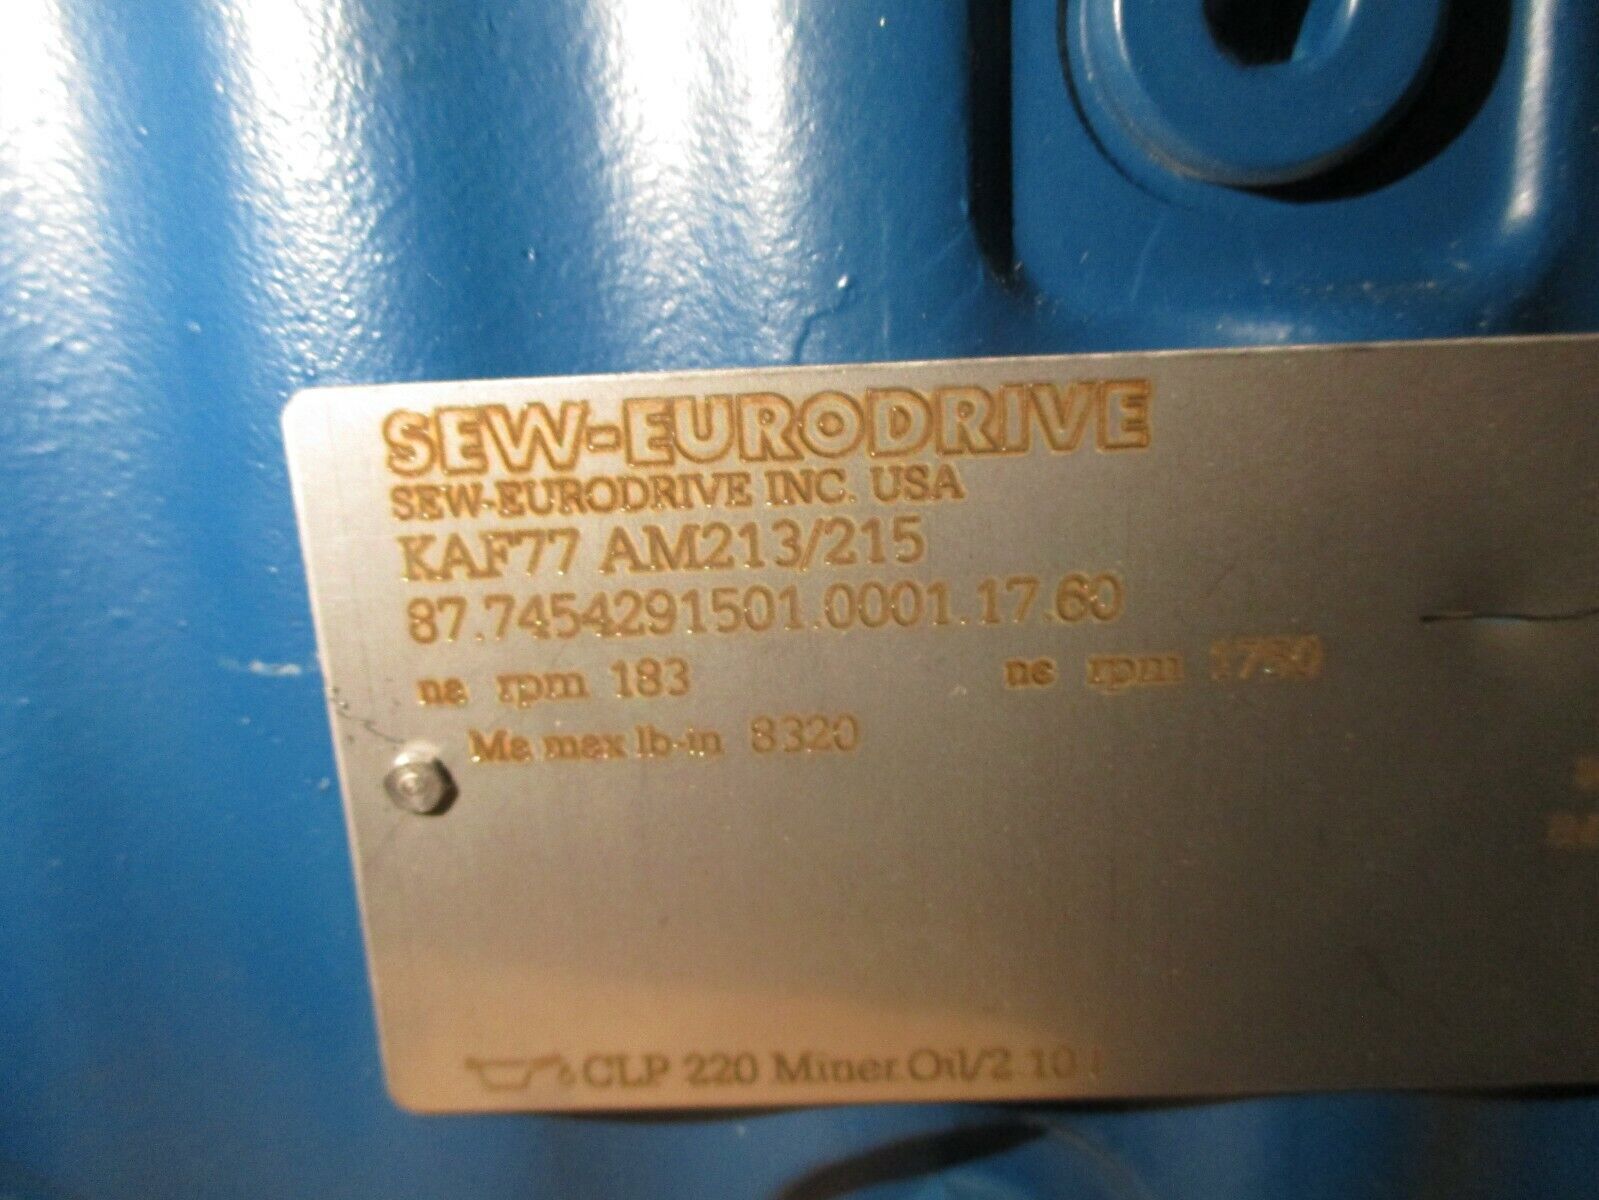 SEW-EURODRIVE
SEW-EURODRIVE INC. USA
KAF77 AM213/215
87.7454291501.0001.17.60
na rpm 183 ne rpm 1750
Ma max lb-in 8320
CLP 220 Miner.Oil/2 10 l